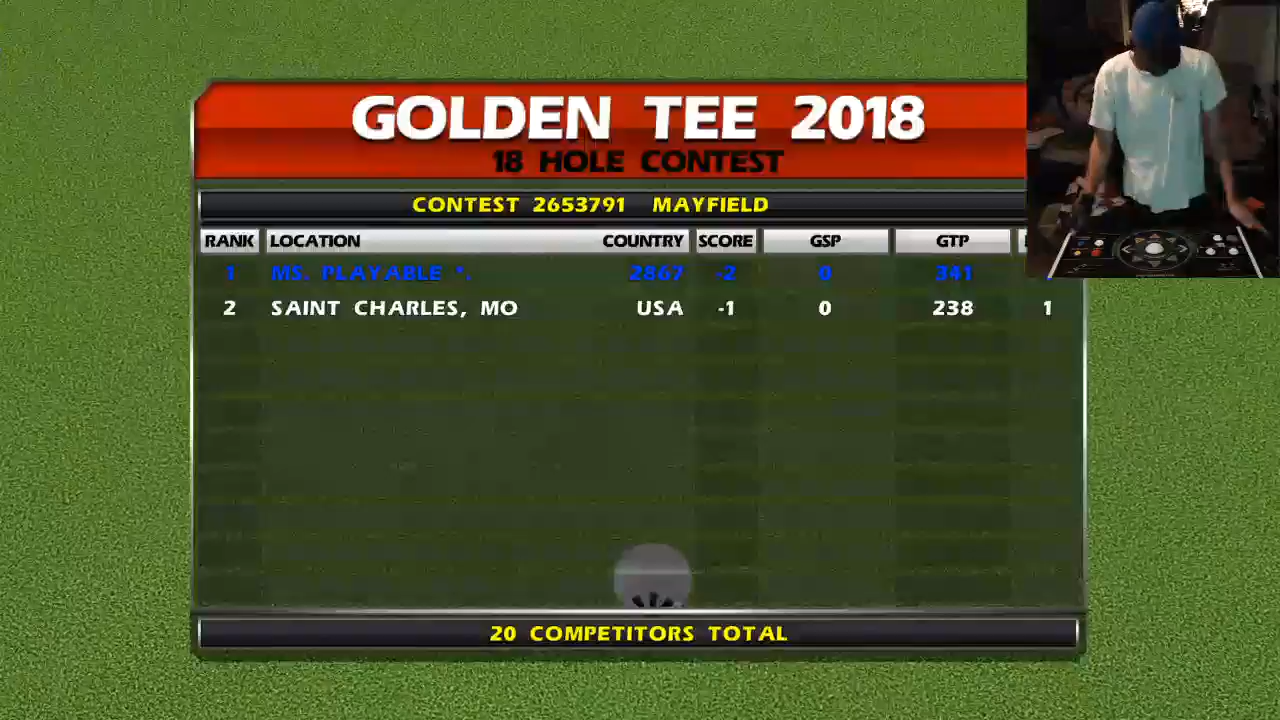 GOLDEN TEE 2018
18 HOLE CONTEST
CONTEST 2653791 MAYFIELD
RANK LOCATION COUNTRY SCORE GSP GTP
1 MS. PLAYABLE *. 2867 -2 0 341
2 SAINT CHARLES, MO USA -1 0 238 1
20 COMPETITORS TOTAL